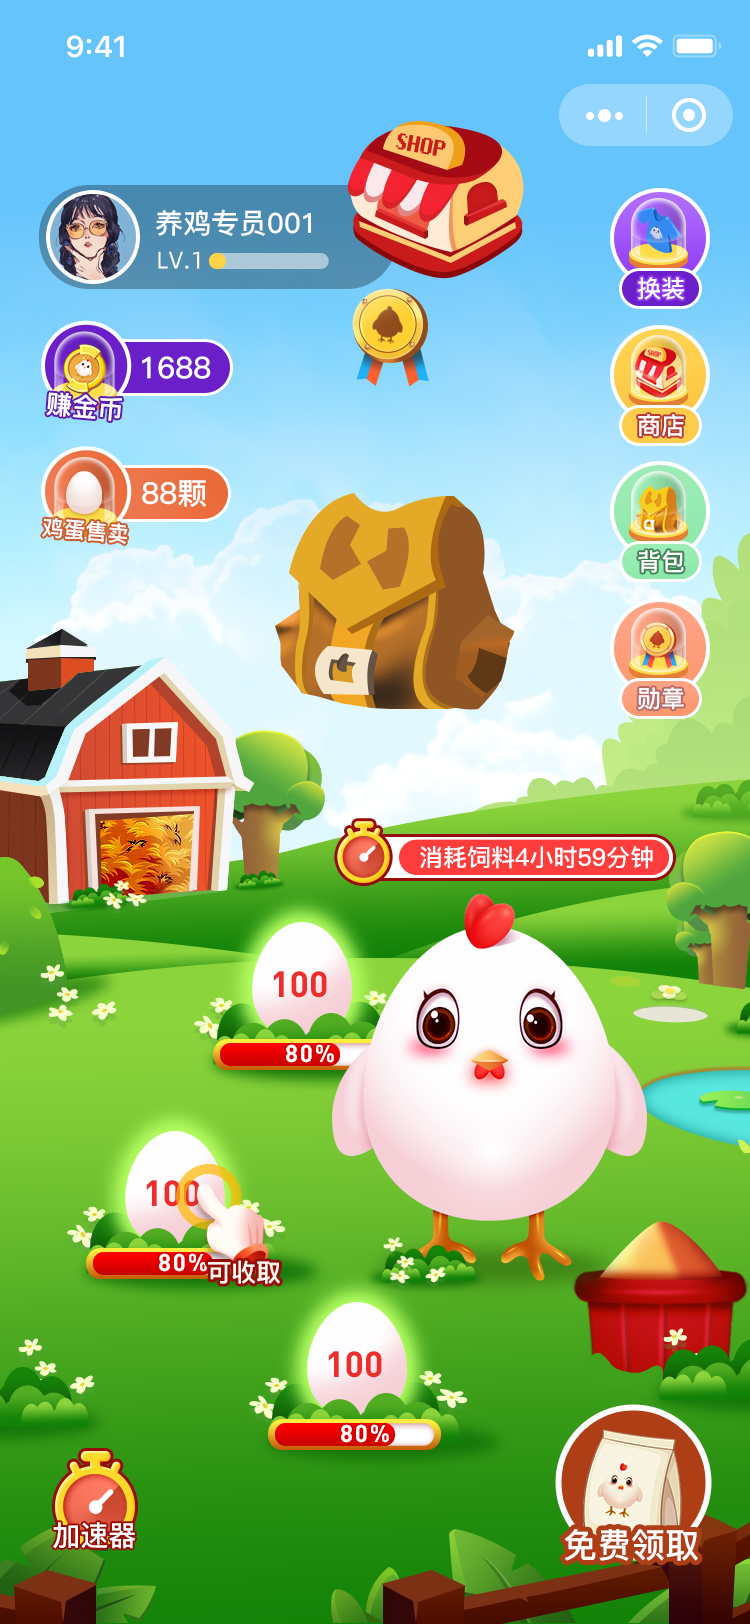 9:41
SHOP
养鸡专员001
LV.1
换装
1688
赚金币
SHOP
商店
88颗
鸡蛋售卖
背包
勋章
消耗饲料4小时59分钟
100
80%
100
80%
可收取
100
80%
加速器
免费领取